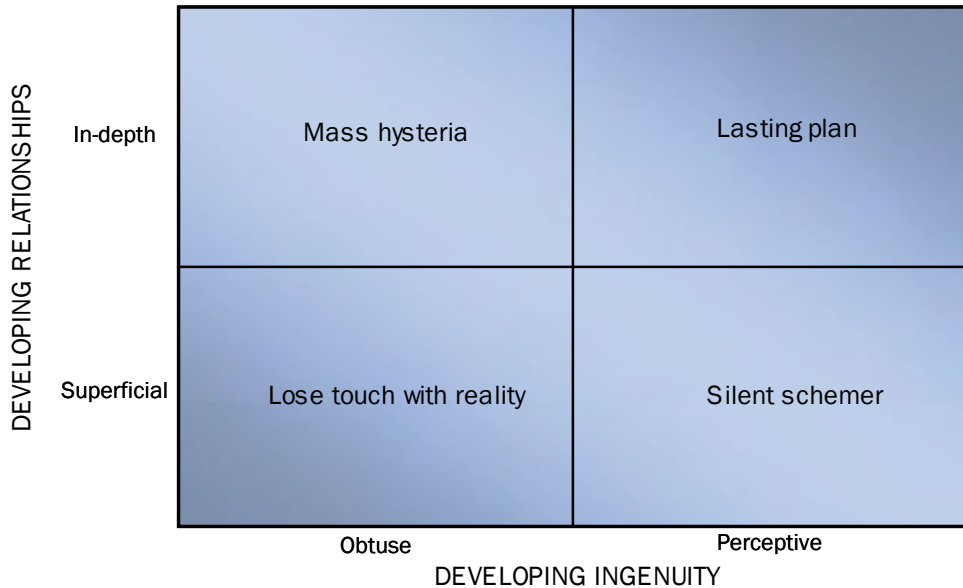 DEVELOPING RELATIONSHIPS
In-depth
Mass hysteria
Lasting plan
Superficial
Lose touch with reality
Silent schemer
Obtuse
Perceptive
DEVELOPING INGENUITY